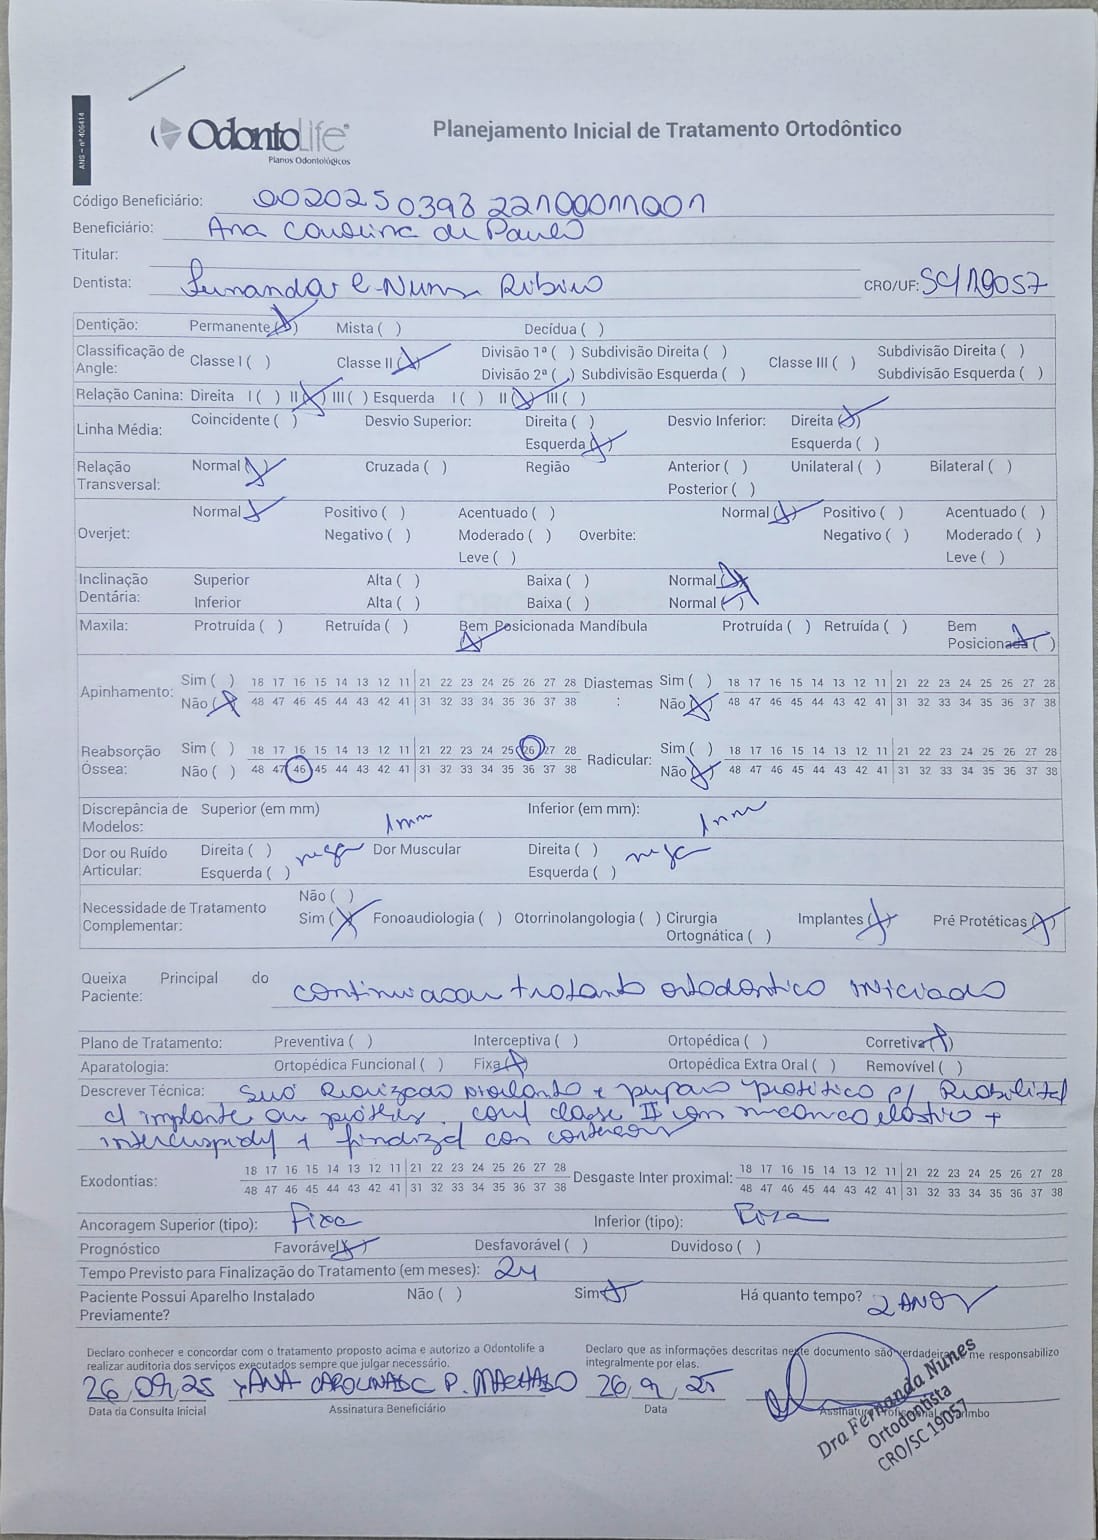 ANS - nº 406414
OdontoLife
Planos Odontológicos
Planejamento Inicial de Tratamento Ortodôntico
Código Beneficiário: 00202503982210001001
Beneficiário: Ana Carolina de Paulo
Titular:
Dentista: Fernanda C Nunes Ribeiro CRO/UF: SC/19057
Dentição: Permanente (X) Mista ( ) Decídua ( )
Classificação de Angle: Classe I ( ) Classe II (X) Divisão 1ª ( ) Subdivisão Direita ( ) Classe III ( ) Subdivisão Direita ( )
Divisão 2ª ( ) Subdivisão Esquerda ( ) Subdivisão Esquerda ( )
Relação Canina: Direita I ( ) II (X) III ( ) Esquerda I ( ) II (X) III ( )
Linha Média: Coincidente ( ) Desvio Superior: Direita ( ) Desvio Inferior: Direita (X)
Esquerda (X) Esquerda ( )
Relação Transversal: Normal (X) Cruzada ( ) Região Anterior ( ) Unilateral ( ) Bilateral ( )
Posterior ( )
Overjet: Normal (X) Positivo ( ) Acentuado ( ) Overbite: Normal (X) Positivo ( ) Acentuado ( )
Negativo ( ) Moderado ( ) Negativo ( ) Moderado ( )
Leve ( ) Leve ( )
Inclinação Dentária: Superior Alta ( ) Baixa ( ) Normal (X)
Inferior Alta ( ) Baixa ( ) Normal (X)
Maxila: Protruída ( ) Retruída ( ) Bem Posicionada (X) Mandíbula Protruída ( ) Retruída ( ) Bem Posicionada (X)
Apinhamento: Sim ( ) 18 17 16 15 14 13 12 11 21 22 23 24 25 26 27 28 Diastemas: Sim ( ) 18 17 16 15 14 13 12 11 21 22 23 24 25 26 27 28
Não (X) 48 47 46 45 44 43 42 41 31 32 33 34 35 36 37 38 Não (X) 48 47 46 45 44 43 42 41 31 32 33 34 35 36 37 38
Reabsorção Óssea: Sim ( ) 18 17 16 15 14 13 12 11 21 22 23 24 25 26 27 28 Radicular: Sim ( ) 18 17 16 15 14 13 12 11 21 22 23 24 25 26 27 28
Não ( ) 48 47 46 45 44 43 42 41 31 32 33 34 35 36 37 38 Não (X) 48 47 46 45 44 43 42 41 31 32 33 34 35 36 37 38
Discrepância de Modelos: Superior (em mm) 1mm Inferior (em mm): 1mm
Dor ou Ruído Articular: Direita ( ) nega Dor Muscular Direita ( ) nega
Esquerda ( ) Esquerda ( )
Necessidade de Tratamento Complementar: Não ( )
Sim (X) Fonoaudiologia ( ) Otorrinolangologia ( ) Cirurgia Ortognática ( ) Implantes (X) Pré Protéticas (X)
Queixa Principal do Paciente: continuacau tratanto ortodôntico iniciado
Plano de Tratamento: Preventiva ( ) Interceptiva ( ) Ortopédica ( ) Corretiva (X)
Aparatologia: Ortopédica Funcional ( ) Fixa (X) Ortopédica Extra Oral ( ) Removível ( )
Descrever Técnica: protético p/ Reabilital
c/ implante ou prótese. classe II com elastico +
+ finalizal con contencau
Exodontias: 18 17 16 15 14 13 12 11 21 22 23 24 25 26 27 28 Desgaste Inter proximal: 18 17 16 15 14 13 12 11 21 22 23 24 25 26 27 28
48 47 46 45 44 43 42 41 31 32 33 34 35 36 37 38 48 47 46 45 44 43 42 41 31 32 33 34 35 36 37 38
Ancoragem Superior (tipo): Fixa Inferior (tipo): Fixa
Prognóstico Favorável (X) Desfavorável ( ) Duvidoso ( )
Tempo Previsto para Finalização do Tratamento (em meses): 24
Paciente Possui Aparelho Instalado Previamente? Não ( ) Sim (X) Há quanto tempo? 2 ANOS
Declaro conhecer e concordar com o tratamento proposto acima e autorizo a Odontolife a
realizar auditoria dos serviços executados sempre que julgar necessário.
Declaro que as informações descritas neste documento são verdadeiras e me responsabilizo
integralmente por elas.
26/09/25 x ANA CAROLINA DC P. MACHADO 26/9/25
Data da Consulta Inicial Assinatura Beneficiário Data Assinatura Profissional Carimbo
Dra Fernanda Nunes
Ortodontista
CRO/SC 19057